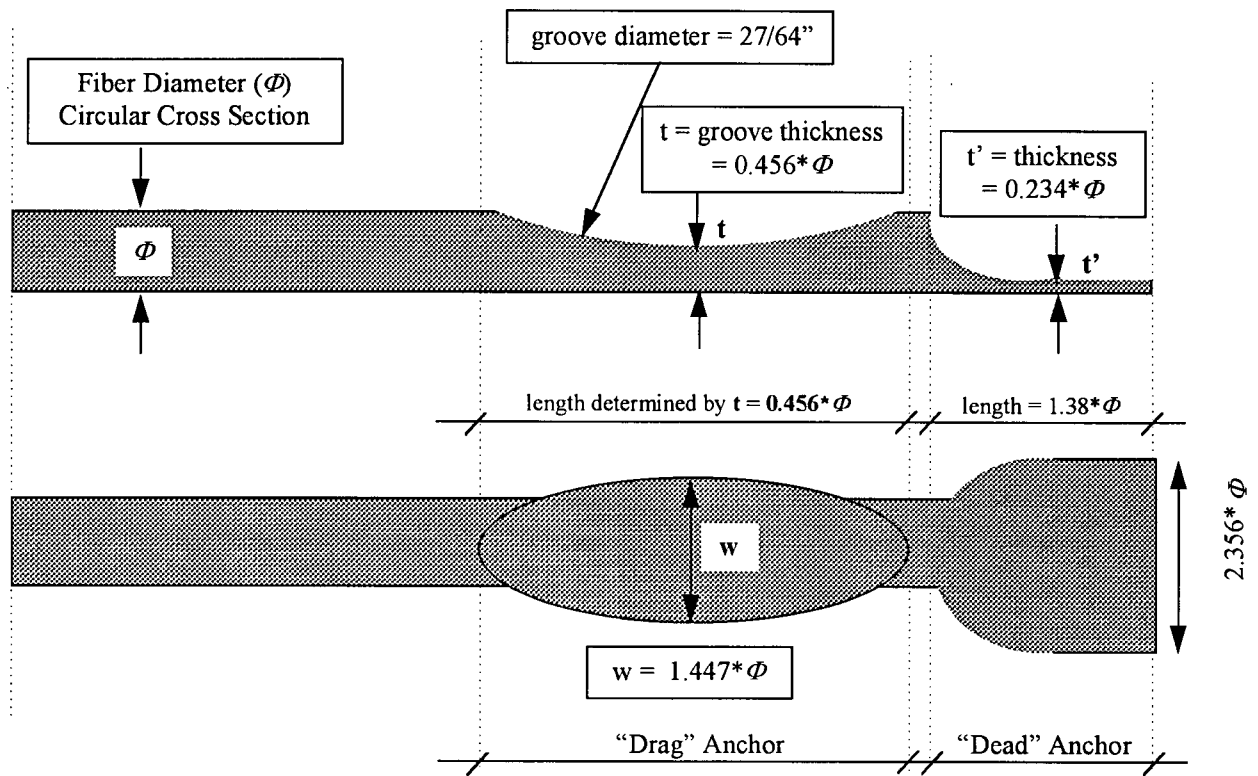 groove diameter = 27/64”
Fiber Diameter (Φ)
Circular Cross Section
t = groove thickness
= 0.456* Φ
t’ = thickness
= 0.234* Φ
Φ
t
t’
length determined by t = 0.456* Φ
length = 1.38* Φ
w
2.356* Φ
w = 1.447* Φ
“Drag” Anchor
“Dead” Anchor